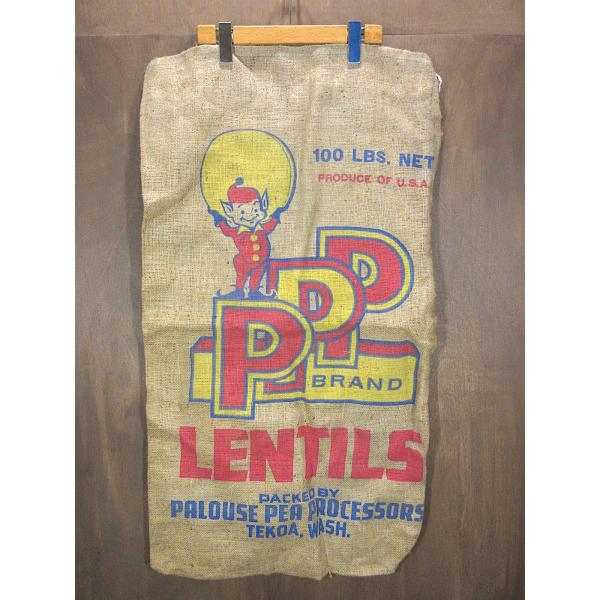 100 LBS. NET
PRODUCE OF U.S.A.
PPP
BRAND
LENTILS
PACKED BY
PALOUSE PEA PROCESSORS
TEKOA, WASH.